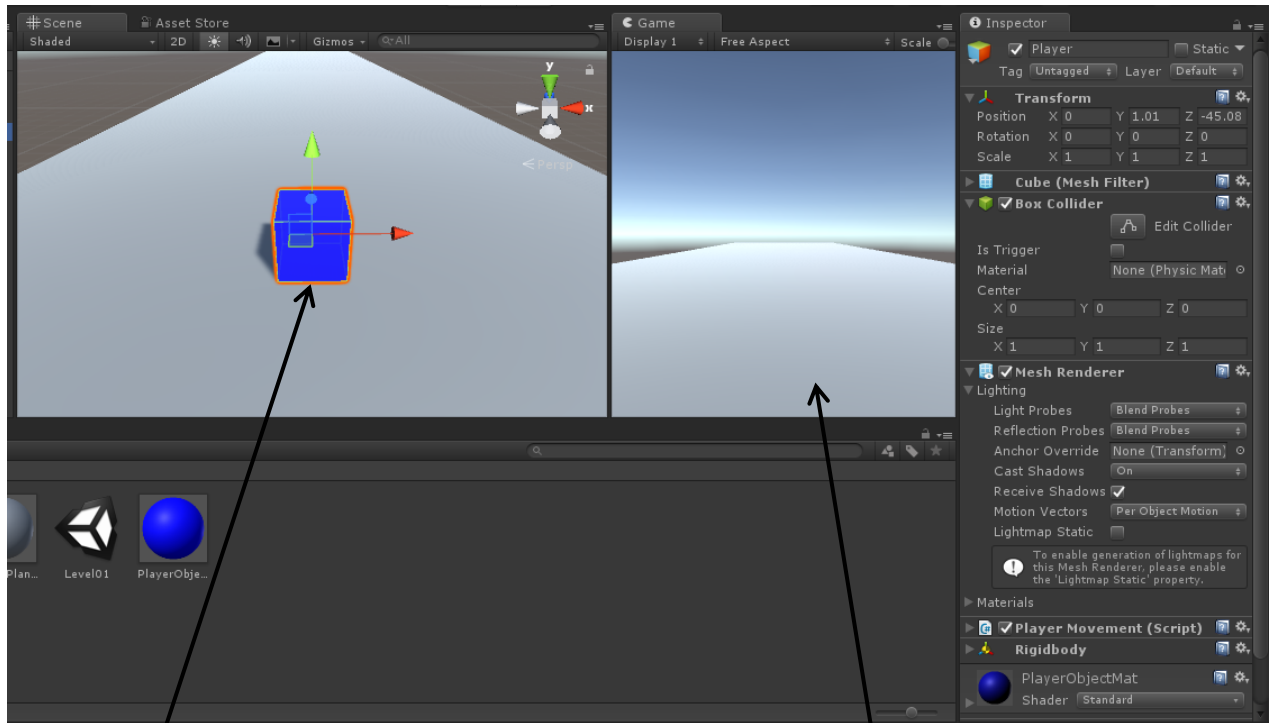 Scene Asset Store
Shaded 2D Gizmos All
y
x
Persp
Game
Display 1 Free Aspect Scale
Inspector
Player Static
Tag Untagged Layer Default
Transform
Position X 0 Y 1.01 Z -45.08
Rotation X 0 Y 0 Z 0
Scale X 1 Y 1 Z 1
Cube (Mesh Filter)
Box Collider
Edit Collider
Is Trigger
Material None (Physic Mat
Center
X 0 Y 0 Z 0
Size
X 1 Y 1 Z 1
Mesh Renderer
Lighting
Light Probes Blend Probes
Reflection Probes Blend Probes
Anchor Override None (Transform)
Cast Shadows On
Receive Shadows
Motion Vectors Per Object Motion
Lightmap Static
To enable generation of lightmaps for
this Mesh Renderer, please enable
the 'Lightmap Static' property.
Materials
Player Movement (Script)
Rigidbody
PlayerObjectMat
Shader Standard
Plan... Level01 PlayerObje...